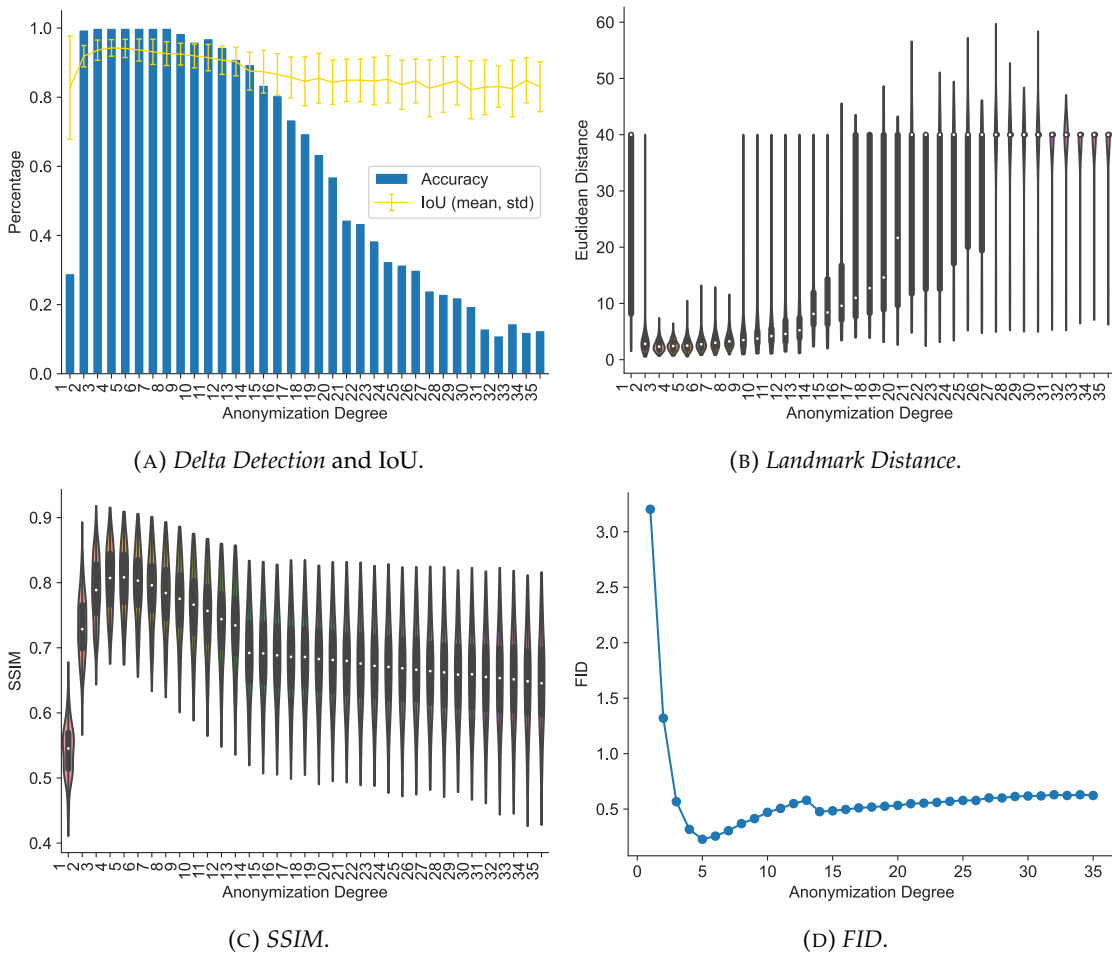 1.0
0.8
0.6
0.4
0.2
0.0
Percentage
Accuracy
IoU (mean, std)
1 2 3 4 5 6 7 8 9 10 11 12 13 14 15 16 17 18 19 20 21 22 23 24 25 26 27 28 29 30 31 32 33 34 35
Anonymization Degree
60
50
40
30
20
10
0
Euclidean Distance
1 2 3 4 5 6 7 8 9 10 11 12 13 14 15 16 17 18 19 20 21 22 23 24 25 26 27 28 29 30 31 32 33 34 35
Anonymization Degree
(A) Delta Detection and IoU.
(B) Landmark Distance.
0.9
0.8
0.7
0.6
0.5
0.4
SSIM
1 2 3 4 5 6 7 8 9 10 11 12 13 14 15 16 17 18 19 20 21 22 23 24 25 26 27 28 29 30 31 32 33 34 35
Anonymization Degree
3.0
2.5
2.0
1.5
1.0
0.5
FID
0 5 10 15 20 25 30 35
Anonymization Degree
(C) SSIM.
(D) FID.